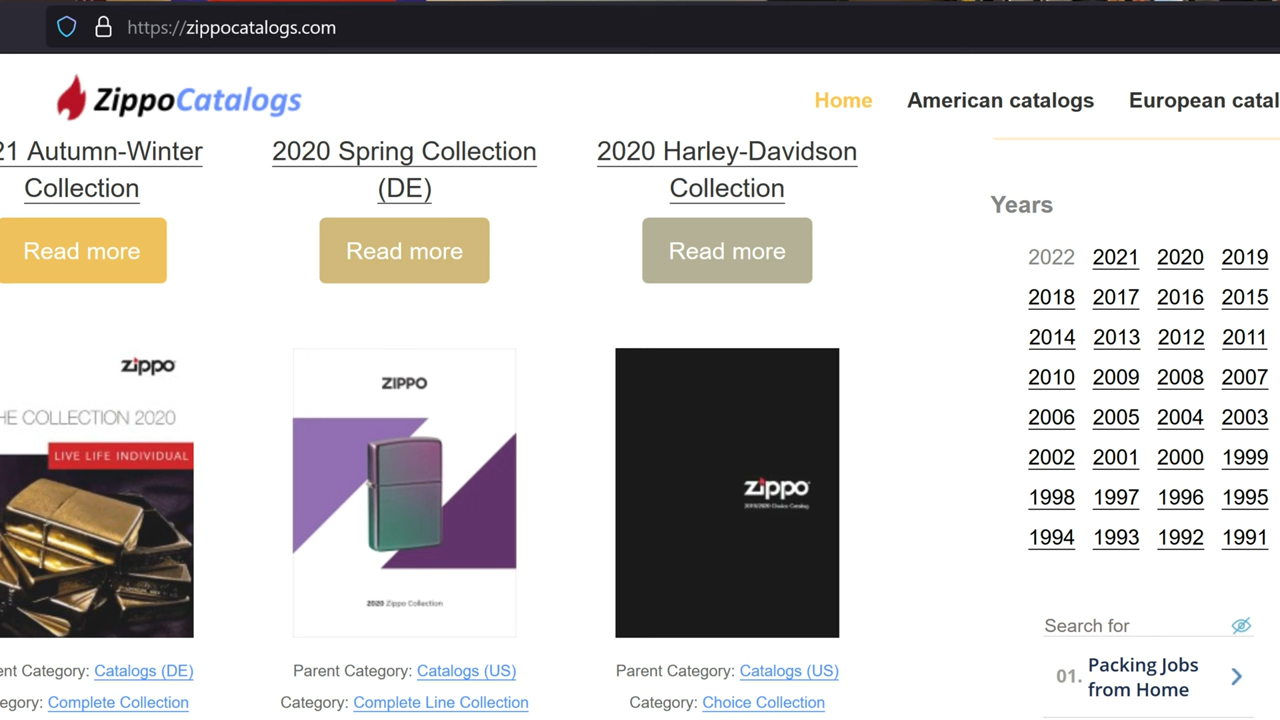 https://zippocatalogs.com
ZippoCatalogs
Home
American catalogs
European catal
21 Autumn-Winter
Collection
Read more
2020 Spring Collection
(DE)
Read more
2020 Harley-Davidson
Collection
Read more
Years
2022 2021 2020 2019
2018 2017 2016 2015
2014 2013 2012 2011
2010 2009 2008 2007
2006 2005 2004 2003
2002 2001 2000 1999
1998 1997 1996 1995
1994 1993 1992 1991
zippo
HE COLLECTION 2020
LIVE LIFE INDIVIDUAL
ent Category: Catalogs (DE)
egory: Complete Collection
ZIPPO
2020 Zippo Collection
Parent Category: Catalogs (US)
Category: Complete Line Collection
zippo
2019/2020 Choice Catalog
Parent Category: Catalogs (US)
Category: Choice Collection
Search for
01. Packing Jobs
from Home